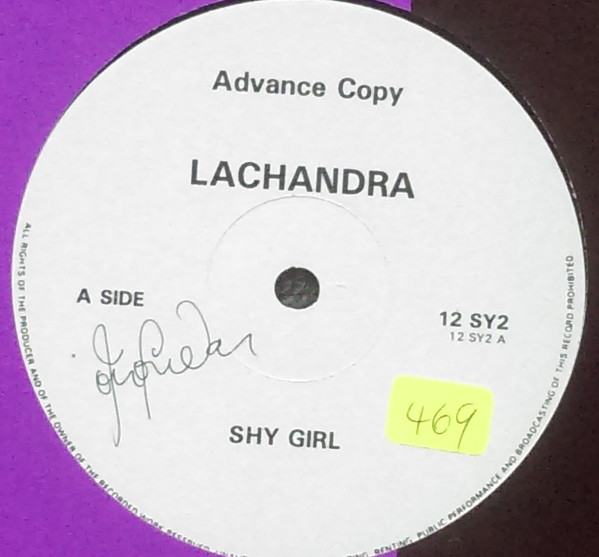 Advance Copy
LACHANDRA
A SIDE
12 SY2
12 SY2 A
469
SHY GIRL
ALL RIGHTS OF THE PRODUCER AND OF THE OWNER OF THE RECORDED WORK RESERVED
RENTING, PUBLIC PERFORMANCE AND BROADCASTING OF THIS RECORD PROHIBITED